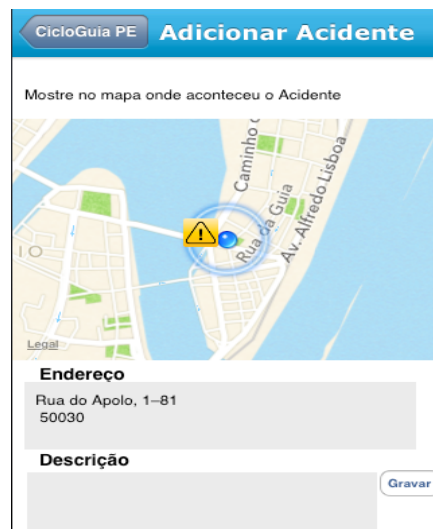 CicloGuia PE
Adicionar Acidente
Mostre no mapa onde aconteceu o Acidente
Caminho o
Rua da Guia
Av. Alfredo Lisboa
IO
Legal
Endereço
Rua do Apolo, 1–81
50030
Descrição
Gravar